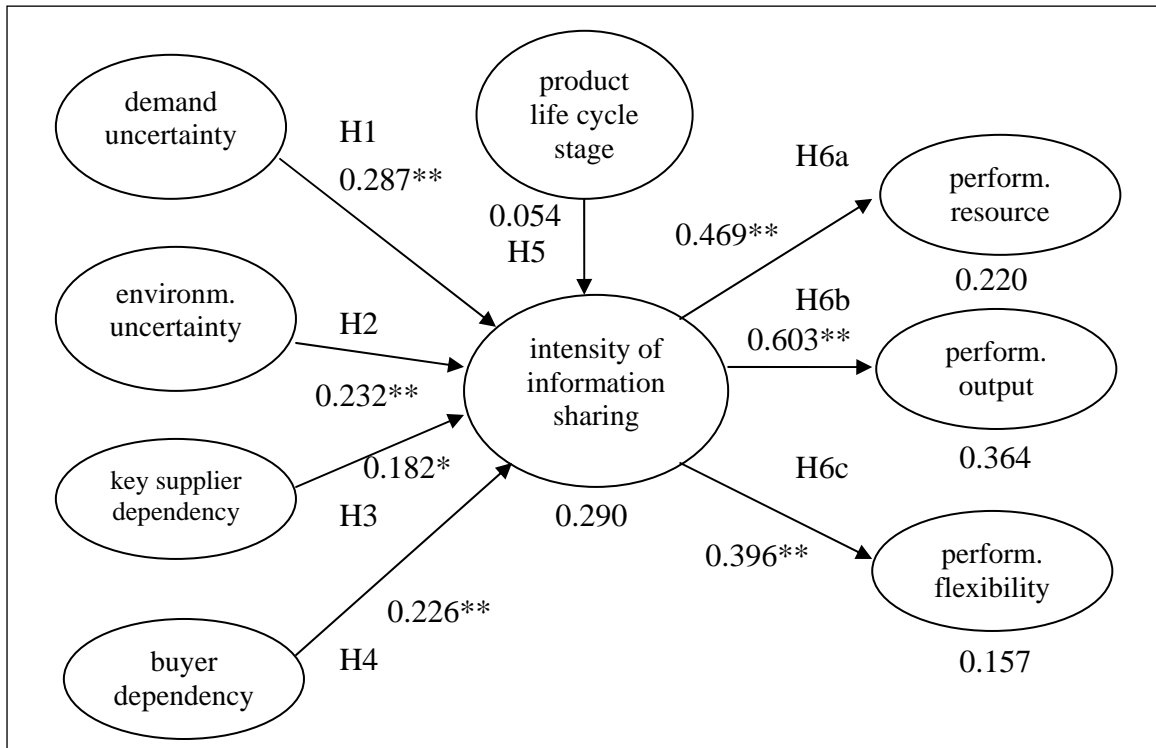 demand
uncertainty
H1
0.287**
product
life cycle
stage
0.054
H5
environm.
uncertainty
H2
0.232**
key supplier
dependency
0.182*
H3
buyer
dependency
0.226**
H4
intensity of
information
sharing
0.290
H6a
0.469**
perform.
resource
0.220
H6b
0.603**
perform.
output
0.364
H6c
0.396**
perform.
flexibility
0.157